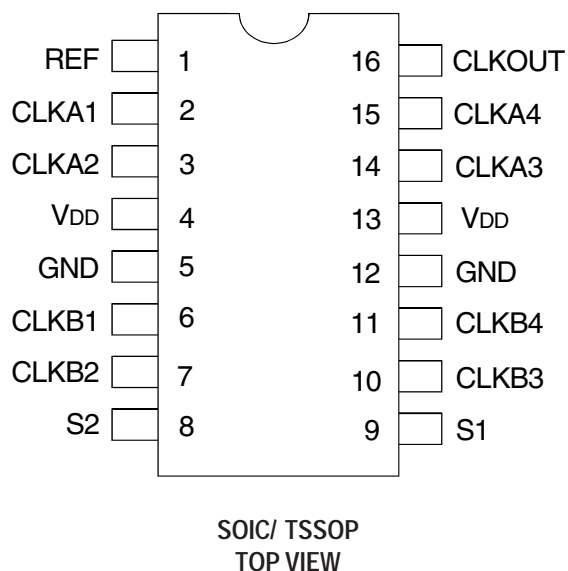 REF 1 16 CLKOUT
CLKA1 2 15 CLKA4
CLKA2 3 14 CLKA3
VDD 4 13 VDD
GND 5 12 GND
CLKB1 6 11 CLKB4
CLKB2 7 10 CLKB3
S2 8 9 S1
SOIC/ TSSOP
TOP VIEW